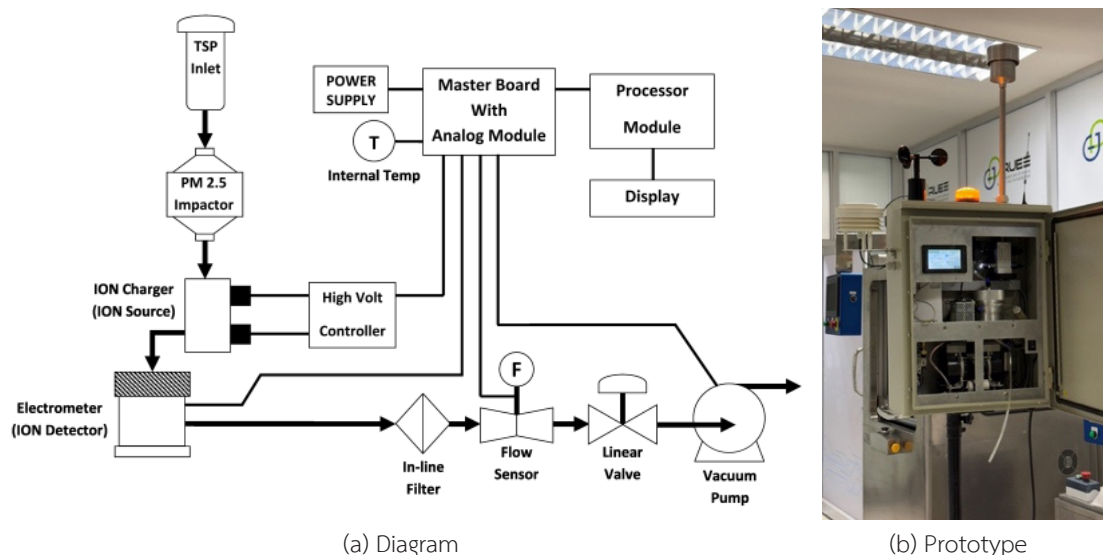 TSP
Inlet
PM 2.5
Impactor
ION Charger
(ION Source)
Electrometer
(ION Detector)
POWER
SUPPLY
T
Internal Temp
Master Board
With
Analog Module
Processor
Module
Display
High Volt
Controller
F
In-line
Filter
Flow
Sensor
Linear
Valve
Vacuum
Pump
(a) Diagram
(b) Prototype